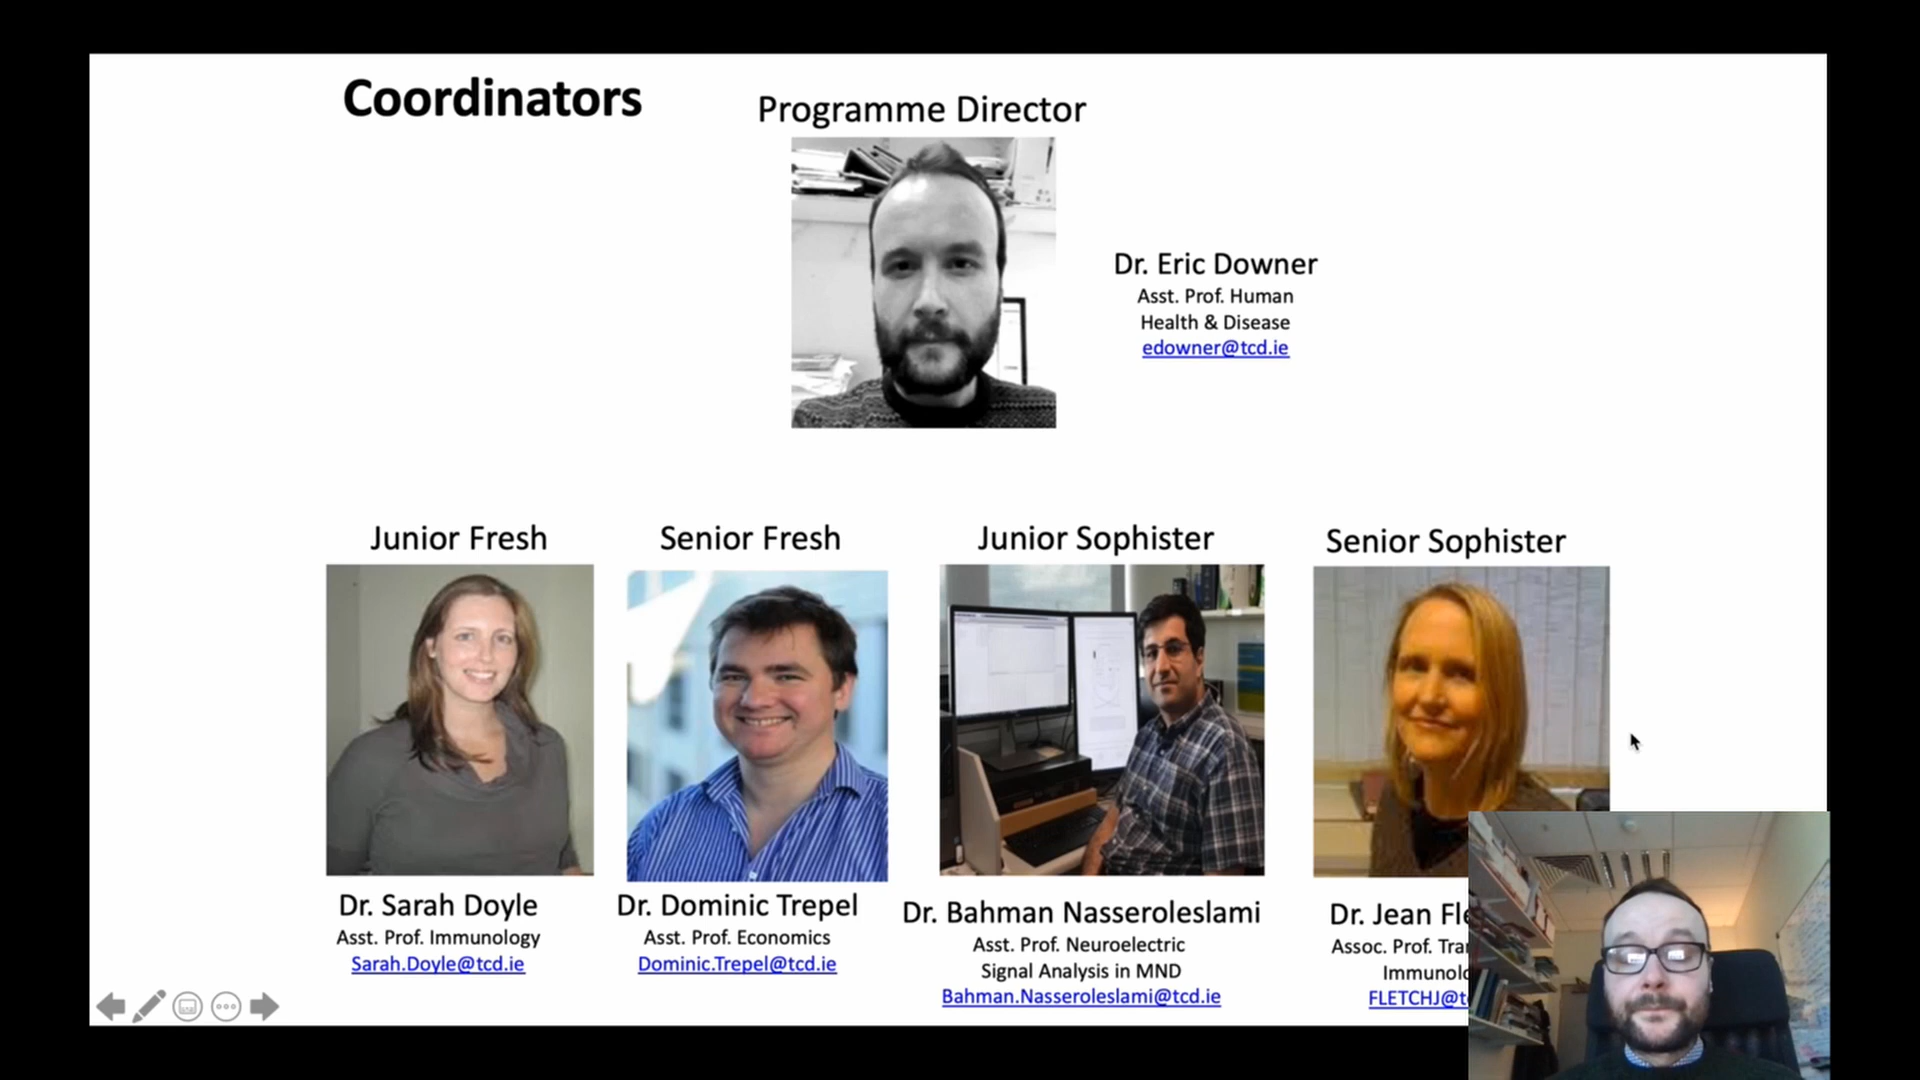 Coordinators
Programme Director
Dr. Eric Downer
Asst. Prof. Human
Health & Disease
edowner@tcd.ie
Junior Fresh
Senior Fresh
Junior Sophister
Senior Sophister
Dr. Sarah Doyle
Asst. Prof. Immunology
Sarah.Doyle@tcd.ie
Dr. Dominic Trepel
Asst. Prof. Economics
Dominic.Trepel@tcd.ie
Dr. Bahman Nasseroleslami
Asst. Prof. Neuroelectric
Signal Analysis in MND
Bahman.Nasseroleslami@tcd.ie
Dr. Jean
Assoc. Prof.